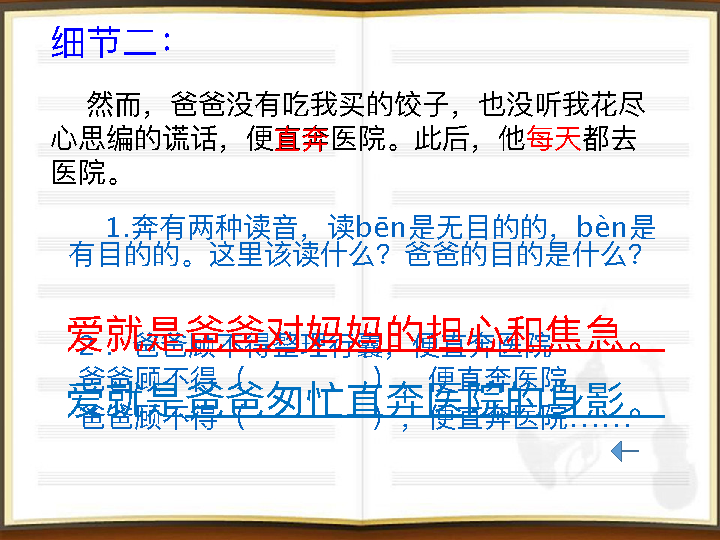 细节二：
然而，爸爸没有吃我买的饺子，也没听我花尽
心思编的谎话，便直奔医院。此后，他每天都去
医院。
1.奔有两种读音，读bēn是无目的的，bèn是
有目的的。这里该读什么？爸爸的目的是什么？
爱就是爸爸对妈妈的担心和焦急。
2．爸爸顾不得整理行囊，便直奔医院
爸爸顾不得（ ），便直奔医院
爱就是爸爸匆忙直奔医院的身影。
爸爸顾不得（ ），便直奔医院……